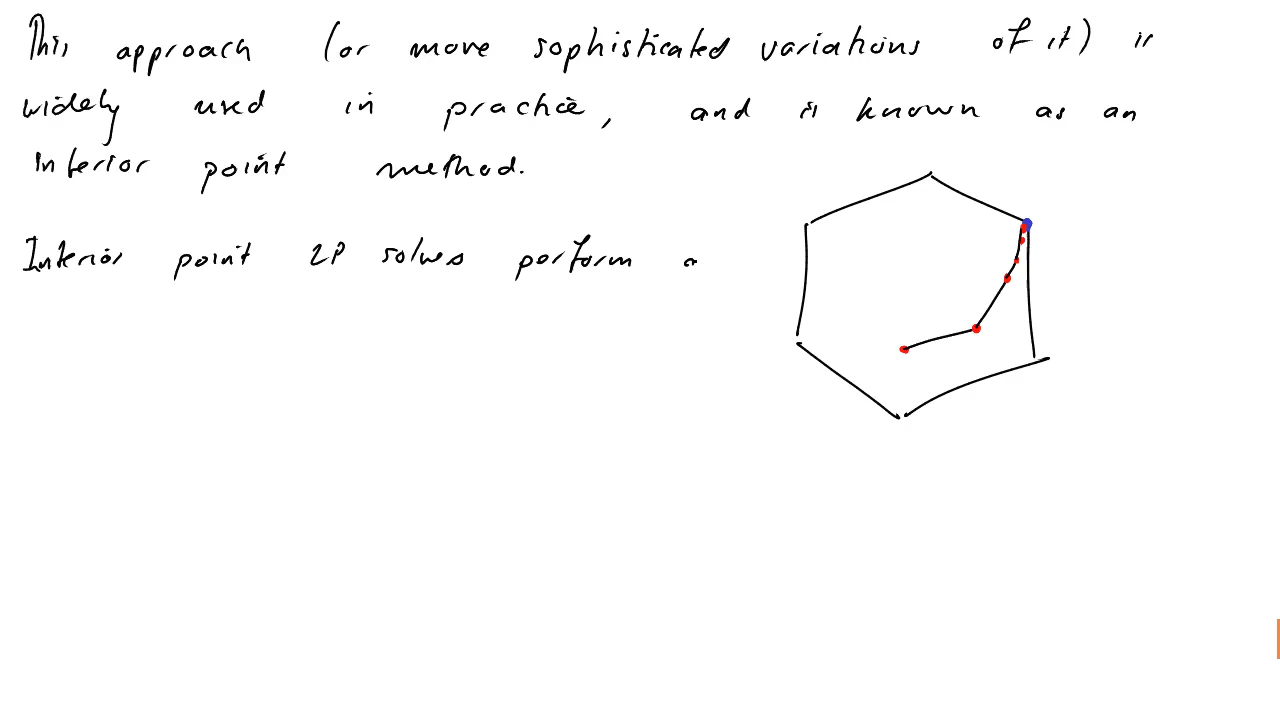 This approach (or more sophisticated variations of it) is
widely used in practice, and is known as an
interior point method.
Interior point LP solves perform a